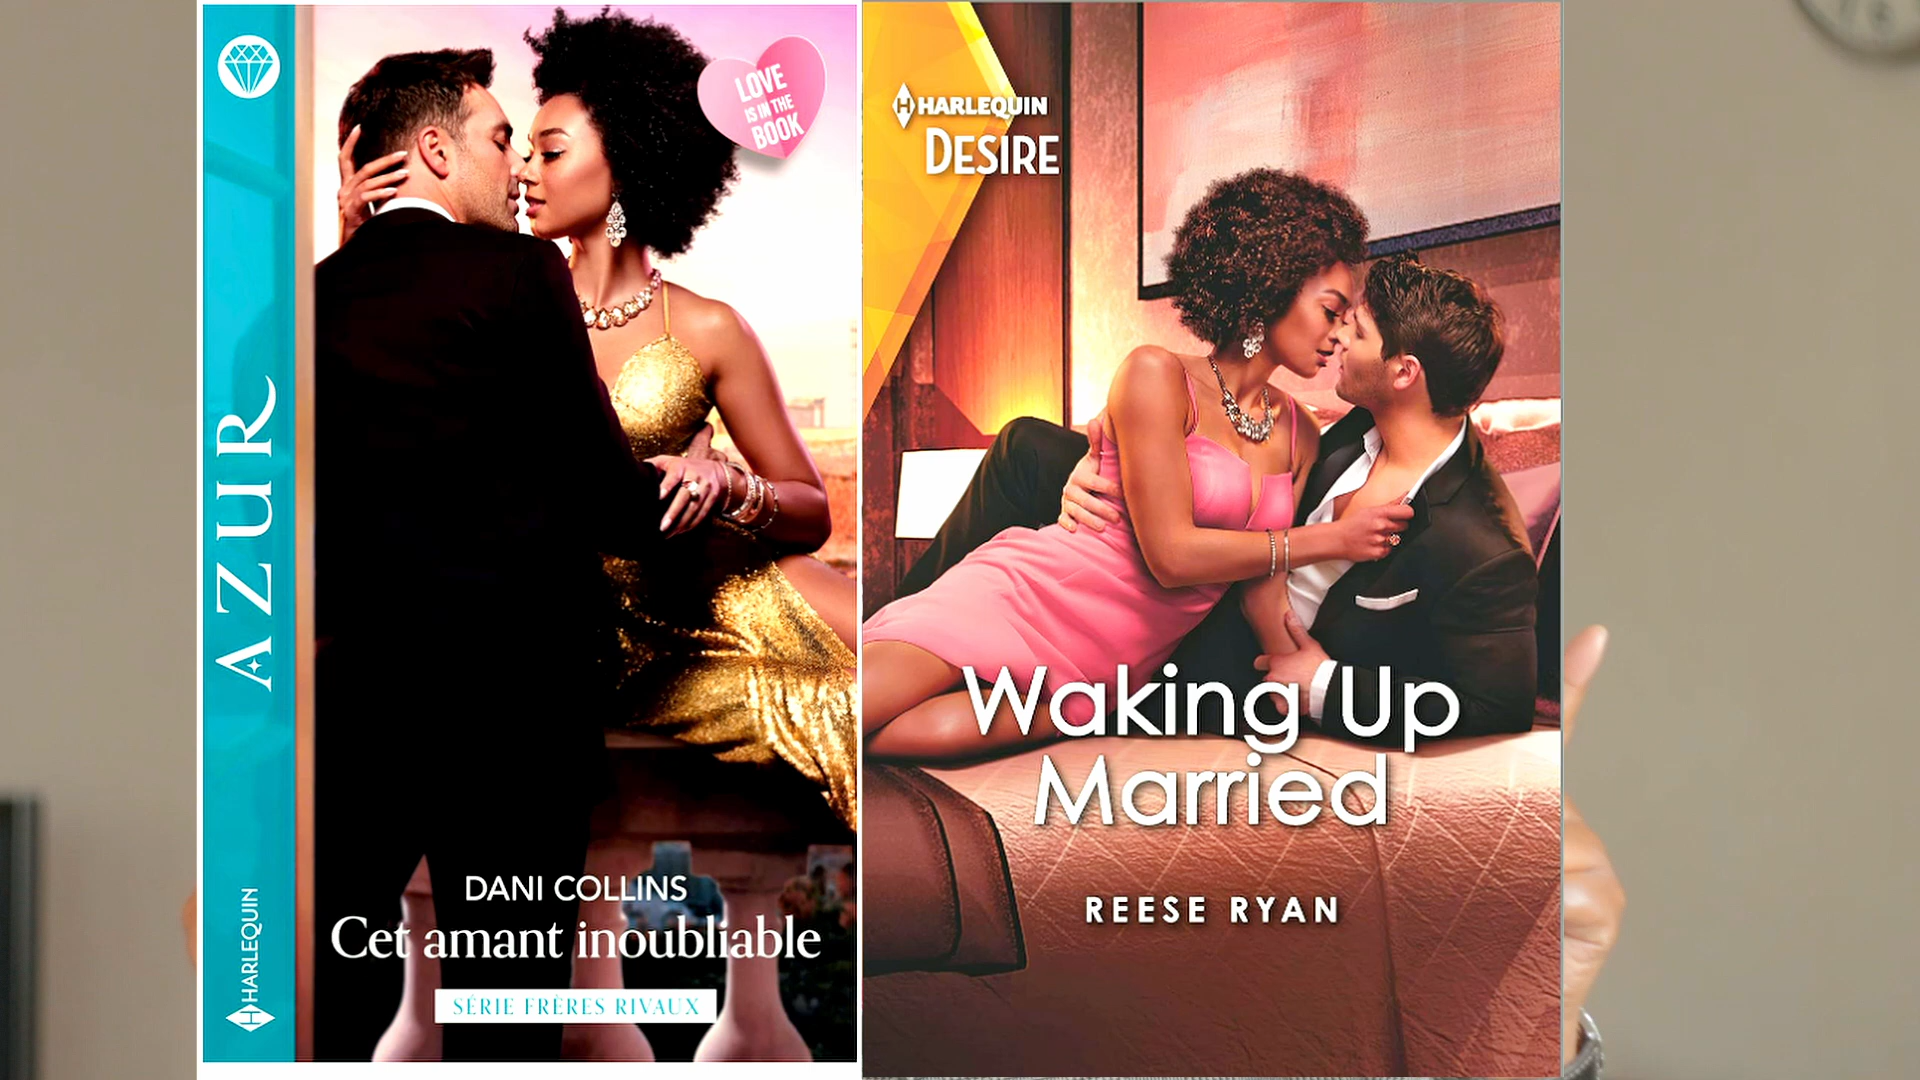 LOVE
IS IN THE
BOOK
AZUR
HARLEQUIN
DANI COLLINS
Cet amant inoubliable
SÉRIE FRÈRES RIVAUX
HARLEQUIN
DESIRE
Waking Up
Married
REESE RYAN